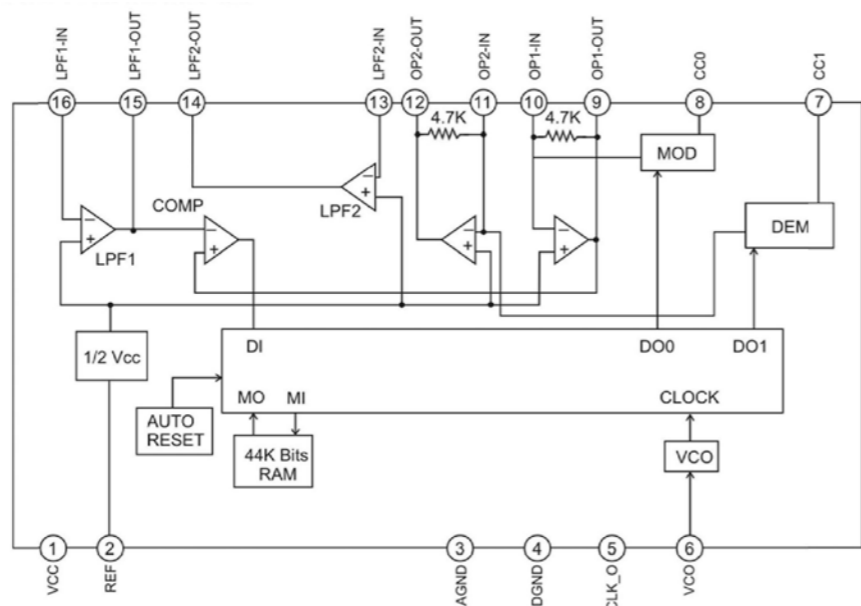 LPF1-IN
LPF1-OUT
LPF2-OUT
LPF2-IN
OP2-OUT
OP2-IN
OP1-IN
OP1-OUT
CC0
CC1
16
15
14
13
12
11
10
9
8
7
4.7K
4.7K
MOD
COMP
LPF2
DEM
LPF1
1/2 Vcc
DI
DO0
DO1
MO
MI
CLOCK
AUTO
RESET
44K Bits
RAM
VCO
1
2
3
4
5
6
VCC
REF
AGND
DGND
CLK_O
VCO